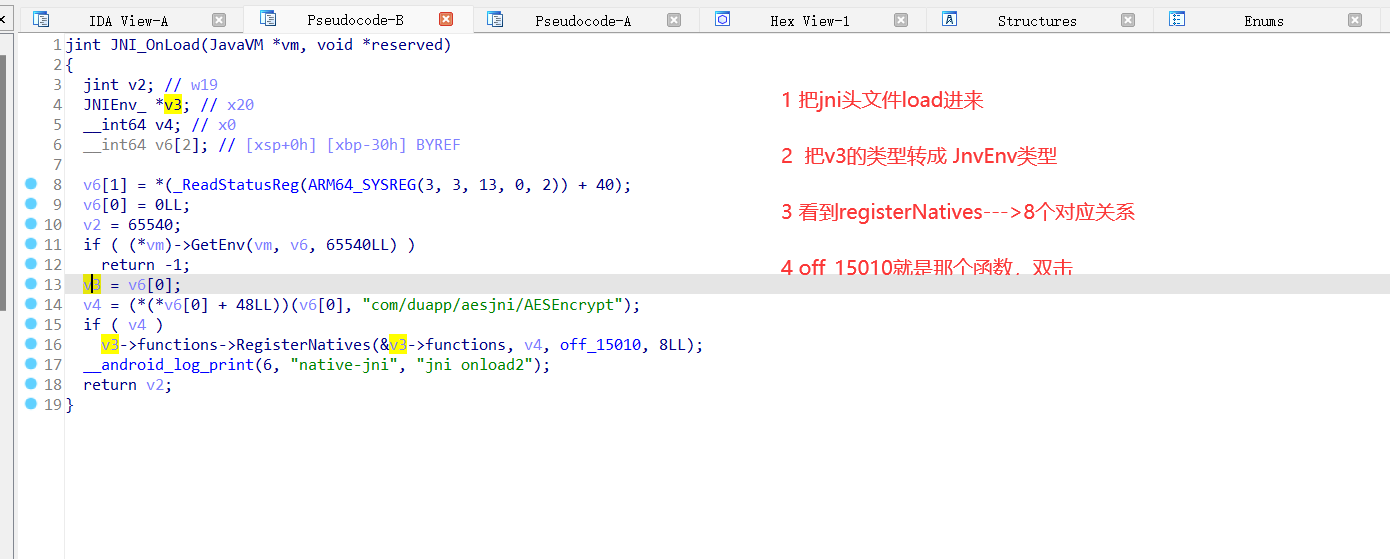 IDA View-A
Pseudocode-B
Pseudocode-A
Hex View-1
Structures
Enums
1 jint JNI_OnLoad(JavaVM *vm, void *reserved)
2 {
3 jint v2; // w19
4 JNIEnv_ *v3; // x20
5 __int64 v4; // x0
6 __int64 v6[2]; // [xsp+0h] [xbp-30h] BYREF
7
8 v6[1] = *(_ReadStatusReg(ARM64_SYSREG(3, 3, 13, 0, 2)) + 40);
9 v6[0] = 0LL;
10 v2 = 65540;
11 if ( (*vm)->GetEnv(vm, v6, 65540LL) )
12 return -1;
13 v3 = v6[0];
14 v4 = (*(*v6[0] + 48LL))(v6[0], "com/duapp/aesjni/AESEncrypt");
15 if ( v4 )
16 v3->functions->RegisterNatives(&v3->functions, v4, off_15010, 8LL);
17 __android_log_print(6, "native-jni", "jni onload2");
18 return v2;
19 }
1 把jni头文件load进来
2 把v3的类型转成 JnvEnv类型
3 看到registerNatives--->8个对应关系
4 off_15010就是那个函数，双击